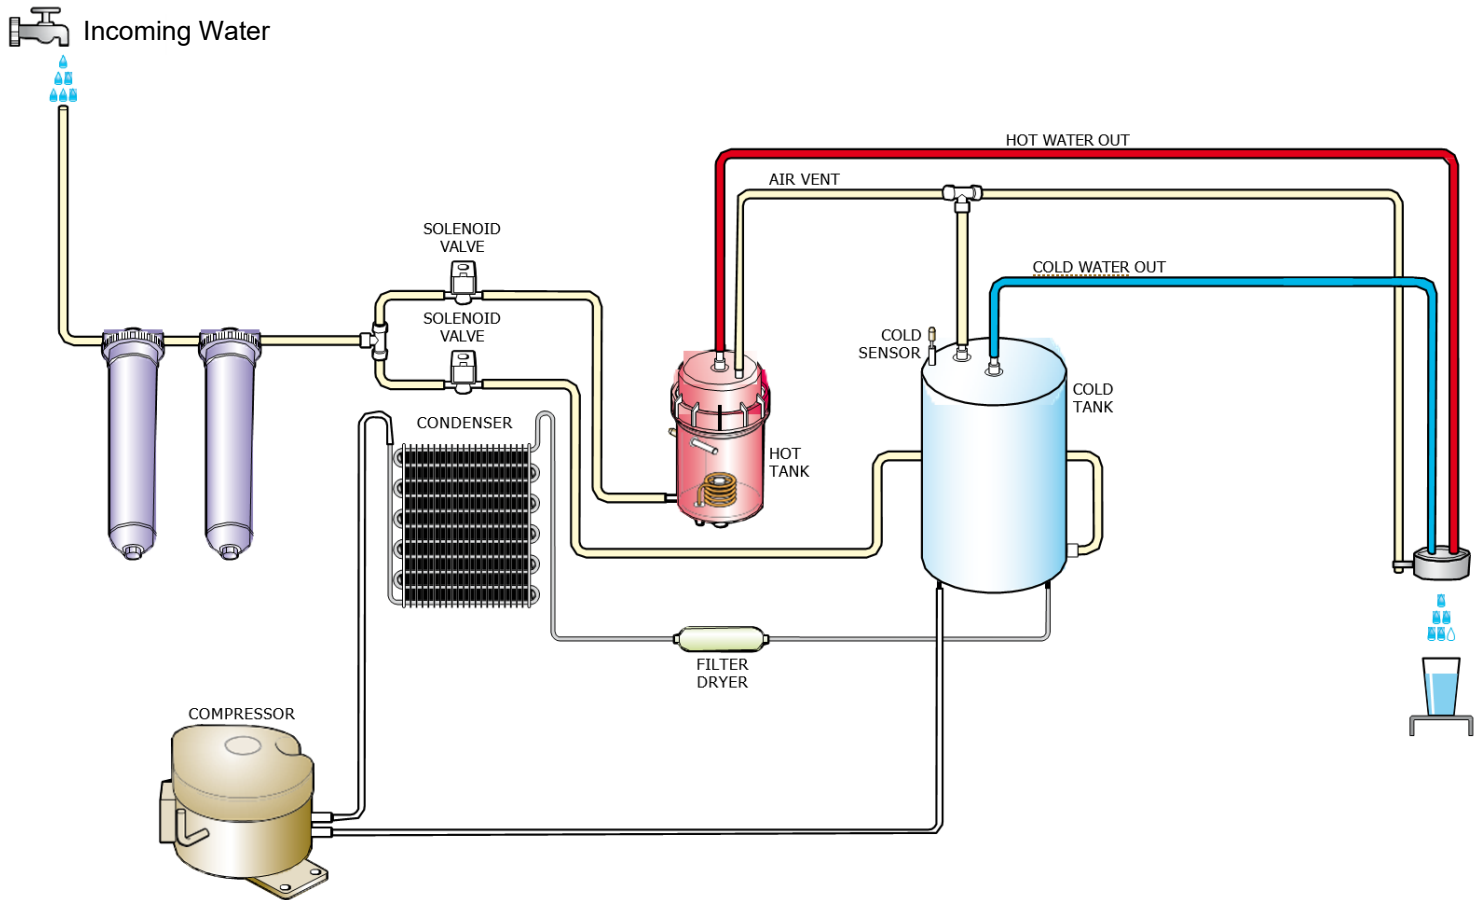 Incoming Water
HOT WATER OUT
AIR VENT
SOLENOID
VALVE
COLD WATER OUT
SOLENOID
VALVE
COLD
SENSOR
COLD
TANK
CONDENSER
HOT
TANK
FILTER
DRYER
COMPRESSOR